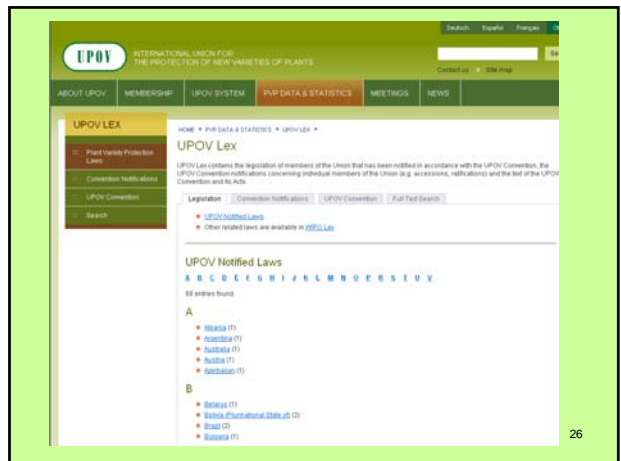 Deutsch Español Français
UPOV
INTERNATIONAL UNION FOR
THE PROTECTION OF NEW VARIETIES OF PLANTS
Contact us Site map
ABOUT UPOV MEMBERSHIP UPOV SYSTEM PVP DATA & STATISTICS MEETINGS NEWS
UPOV LEX
Plant Variety Protection
Laws
Convention Notifications
UPOV Convention
Search
HOME PVP DATA & STATISTICS UPOV LEX
UPOV Lex
UPOV Lex contains the legislation of members of the Union that has been notified in accordance with the UPOV Convention, the
UPOV Convention notifications concerning individual members of the Union (e.g. accessions, ratifications) and the text of the UPOV
Convention and its Acts.
Legislation Convention Notifications UPOV Convention Full Text Search
UPOV Notified Laws
Other related laws are available in WIPO Lex
UPOV Notified Laws
A B C D E F G H I J K L M N O P R S T U V
68 entries found.
A
Albania (1)
Argentina (1)
Australia (1)
Austria (1)
Azerbaijan (1)
B
Belarus (1)
Bolivia (Plurinational State of) (2)
Brazil (2)
Bulgaria (1)
26